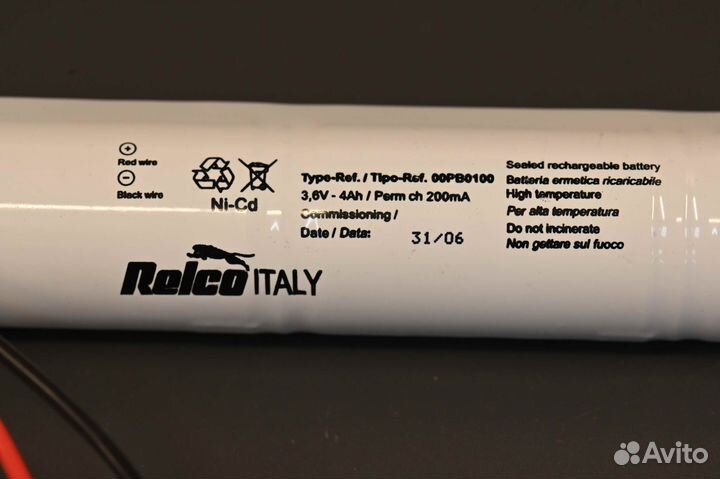 Red wire
Black wire
Ni-Cd
Relco ITALY
Type-Ref. / Tipo-Ref. 00PB0100
3,6V - 4Ah / Perm ch 200mA
Commissioning /
Date / Data: 31/06
Sealed rechargeable battery
Batteria ermetica ricaricabile
High temperature
Per alta temperatura
Do not incinerate
Non gettare sul fuoco
Avito